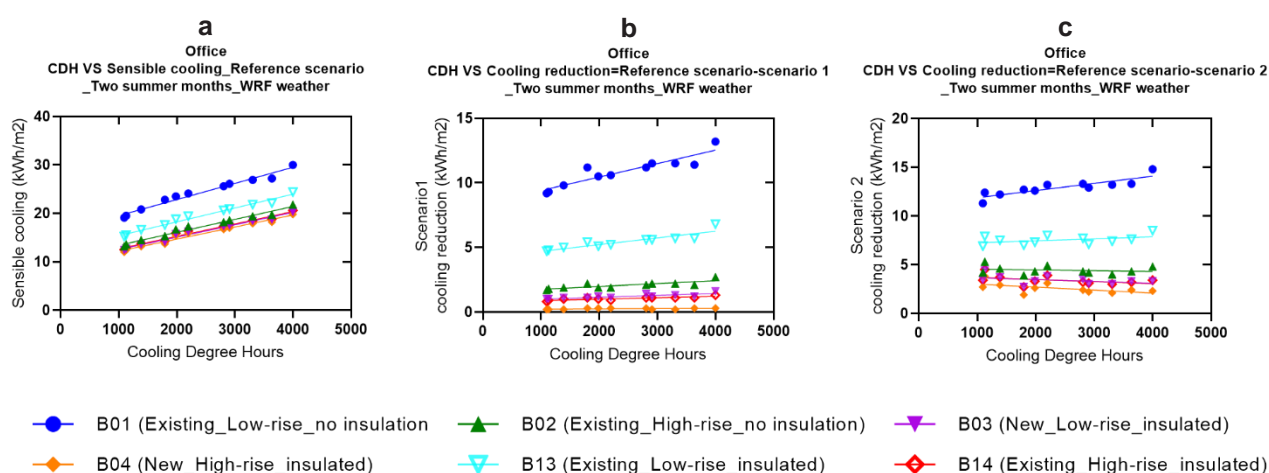 a
Office
CDH VS Sensible cooling_Reference scenario
_Two summer months_WRF weather
Sensible cooling (kWh/m2)
40
30
20
10
0
0 1000 2000 3000 4000 5000
Cooling Degree Hours
b
Office
CDH VS Cooling reduction=Reference scenario-scenario 1
_Two summer months_WRF weather
Scenario1
cooling reduction (kWh/m2)
15
10
5
0
0 1000 2000 3000 4000 5000
Cooling Degree Hours
c
Office
CDH VS Cooling reduction=Reference scenario-scenario 2
_Two summer months_WRF weather
Scenario 2
cooling reduction (kWh/m2)
20
15
10
5
0
0 1000 2000 3000 4000 5000
Cooling Degree Hours
B01 (Existing_Low-rise_no insulation
B02 (Existing_High-rise_no insulation)
B03 (New_Low-rise_insulated)
B04 (New_High-rise_insulated)
B13 (Existing_Low-rise_insulated)
B14 (Existing_High-rise_insulated)